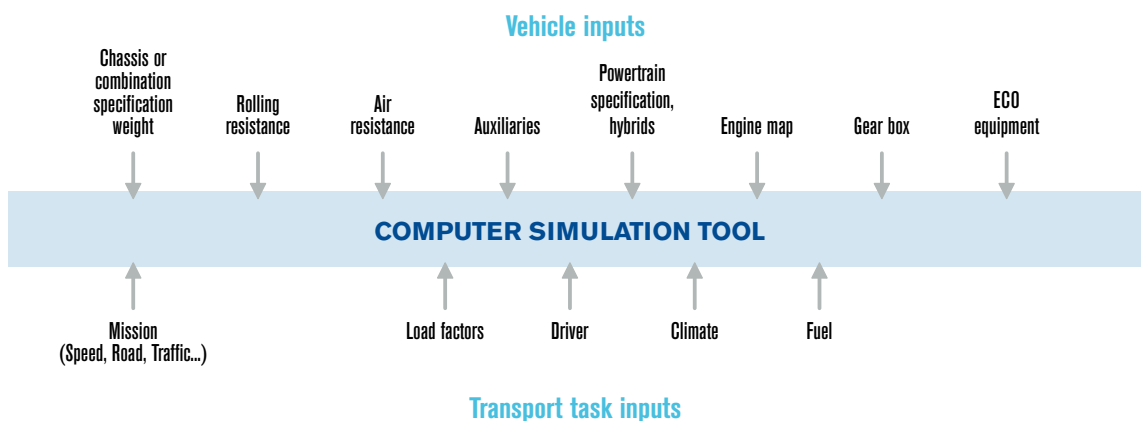 Vehicle inputs
Chassis or
combination
specification
weight
Rolling
resistance
Air
resistance
Auxiliaries
Powertrain
specification,
hybrids
Engine map
Gear box
ECO
equipment
COMPUTER SIMULATION TOOL
Mission
(Speed, Road, Traffic...)
Load factors
Driver
Climate
Fuel
Transport task inputs